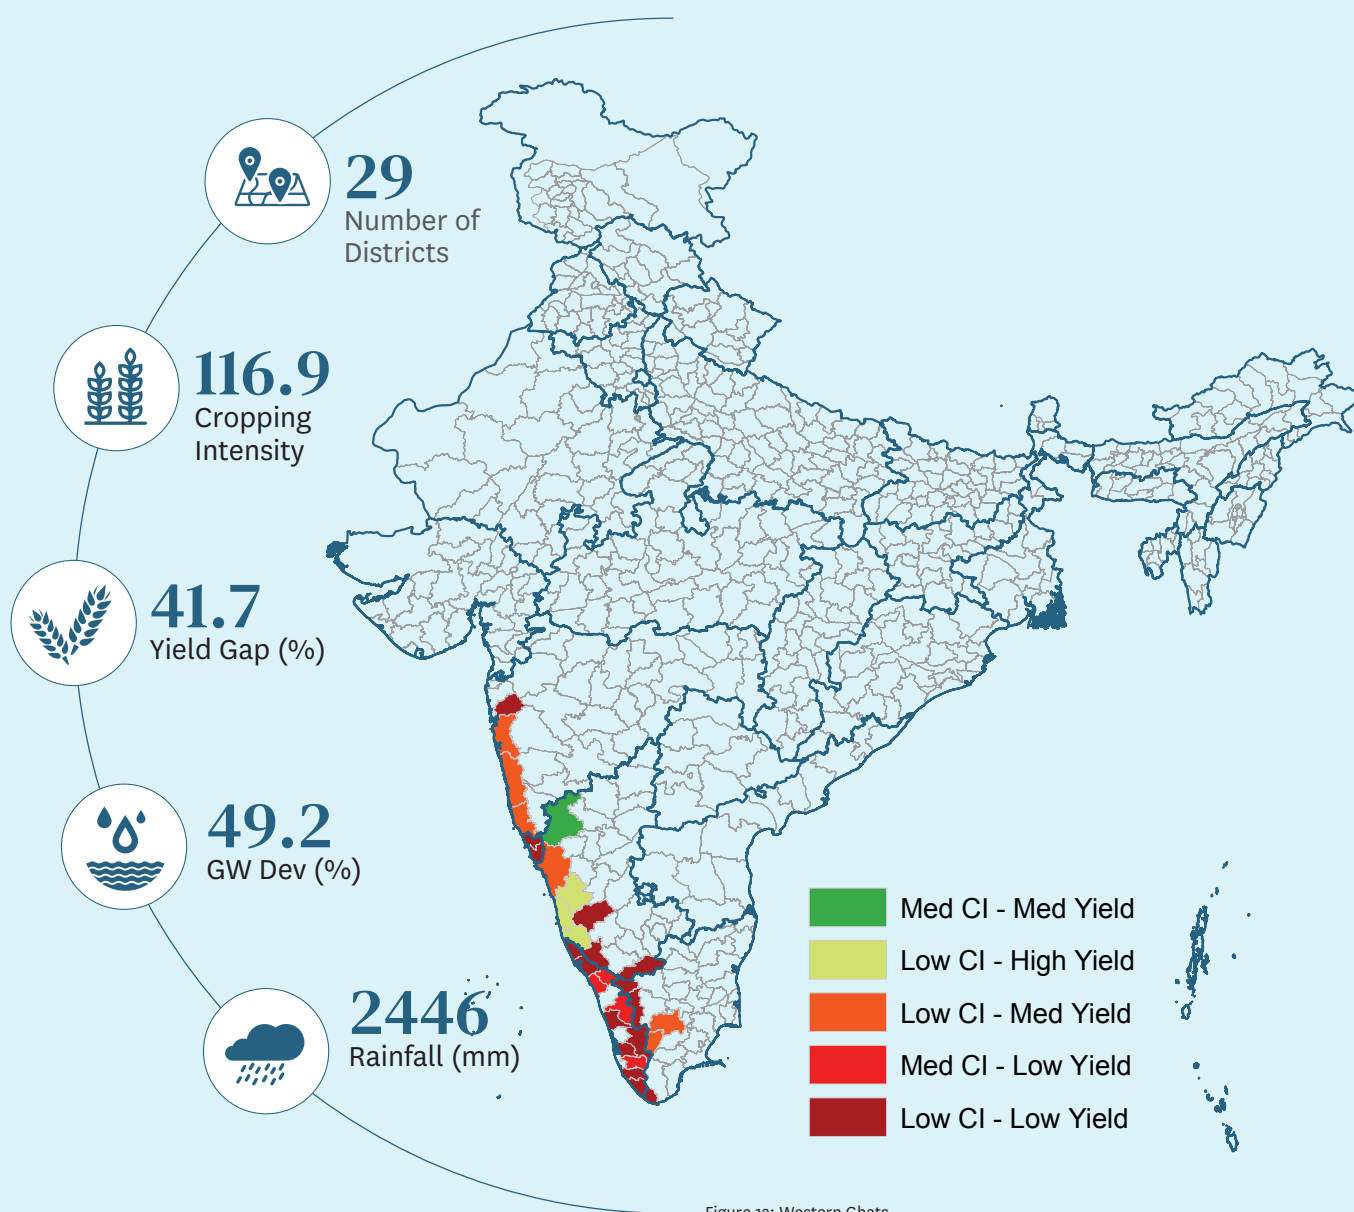 29
Number of
Districts
116.9
Cropping
Intensity
41.7
Yield Gap (%)
49.2
GW Dev (%)
2446
Rainfall (mm)
Med CI - Med Yield
Low CI - High Yield
Low CI - Med Yield
Med CI - Low Yield
Low CI - Low Yield
Western Ghats